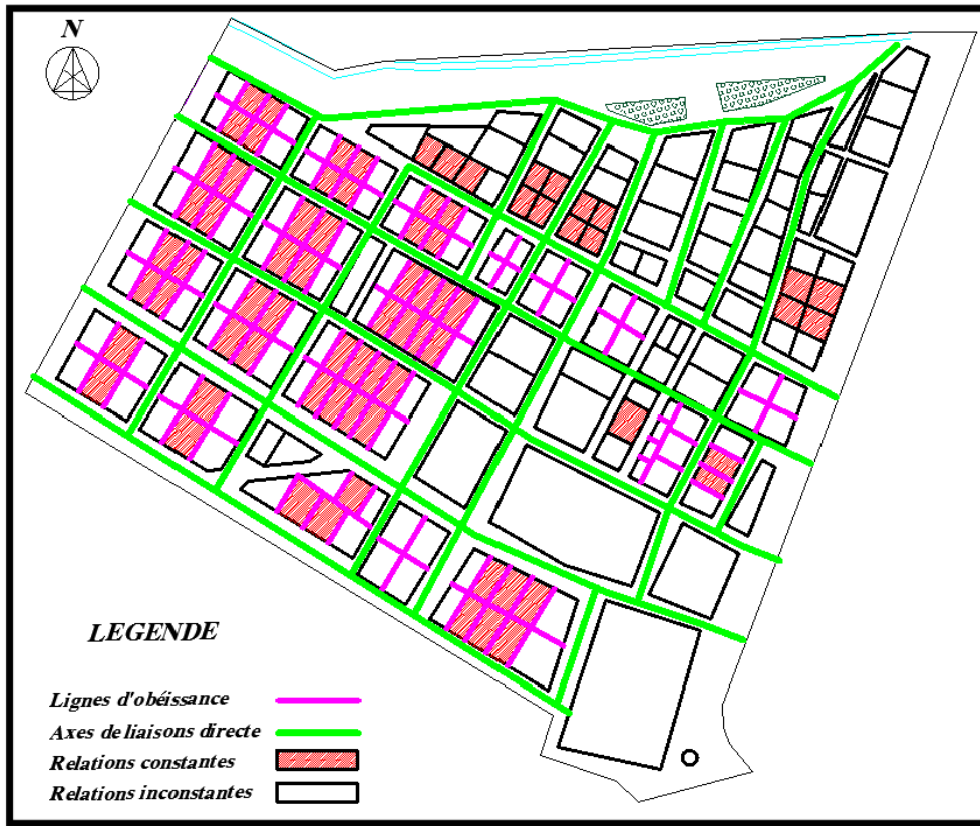 N
LEGENDE
Lignes d'obéissance
Axes de liaisons directe
Relations constantes
Relations inconstantes